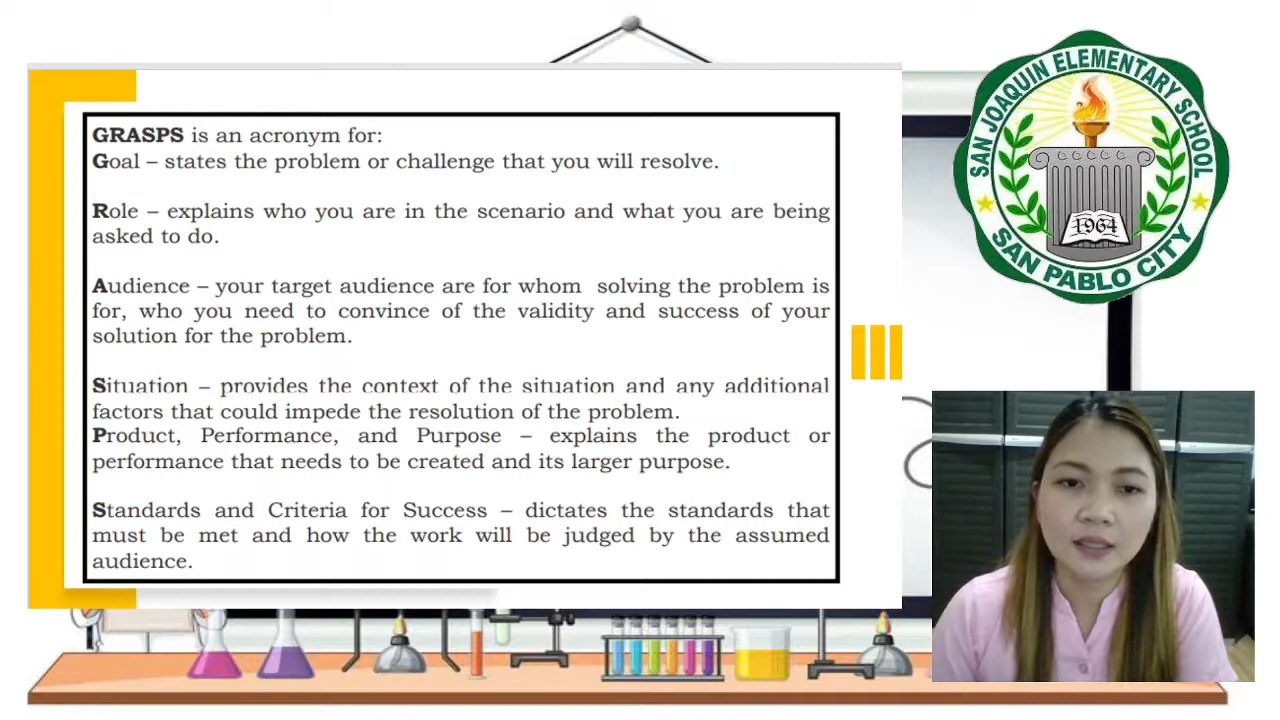 GRASPS is an acronym for:
Goal – states the problem or challenge that you will resolve.
Role – explains who you are in the scenario and what you are being
asked to do.
Audience – your target audience are for whom solving the problem is
for, who you need to convince of the validity and success of your
solution for the problem.
Situation – provides the context of the situation and any additional
factors that could impede the resolution of the problem.
Product, Performance, and Purpose – explains the product or
performance that needs to be created and its larger purpose.
Standards and Criteria for Success – dictates the standards that
must be met and how the work will be judged by the assumed
audience.
SAN JOAQUIN ELEMENTARY SCHOOL
1964
SAN PABLO CITY